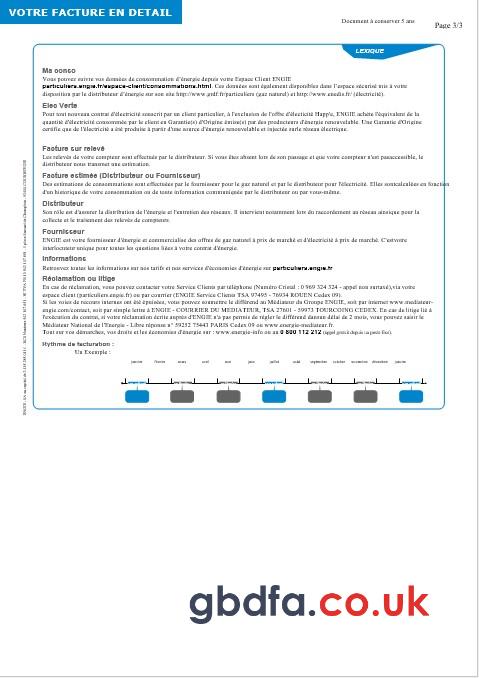 VOTRE FACTURE EN DETAIL
Document à conserver 5 ans
Page 3/3
LEXIQUE
Ma conso
Vous pouvez suivre vos données de consommation d'énergie depuis votre Espace Client ENGIE
particuliers.engie.fr/espace-client/consommations.html. Ces données sont également disponibles dans l'espace sécurisé mis à votre
disposition par le distributeur d'énergie sur son site http://www.grdf.fr/particuliers (gaz naturel) et http://www.enedis.fr/ (électricité).
Elec Verte
Pour tout nouveau contrat d'électricité souscrit par un client particulier, à l'exclusion de l'offre d'électricité Happ'e, ENGIE achète l'équivalent de la
quantité d'électricité consommée par le client en Garantie(s) d'Origine émise(s) par des producteurs d'énergie renouvelable. Une Garantie d'Origine
certifie que de l'électricité a été produite à partir d'une source d'énergie renouvelable et injectée sur le réseau électrique.
Facture sur relevé
Les relevés de votre compteur sont effectués par le distributeur. Si vous êtes absent lors de son passage et que votre compteur n'est pas accessible, le
distributeur nous transmet une estimation.
Facture estimée (Distributeur ou Fournisseur)
Des estimations de consommations sont effectuées par le fournisseur pour le gaz naturel et par le distributeur pour l'électricité. Elles sont calculées en fonction
d'un historique de votre consommation ou de toute information communiquée par le distributeur ou par vous-même.
Distributeur
Son rôle est d'assurer la distribution de l'énergie et l'entretien des réseaux. Il intervient notamment lors du raccordement au réseau ainsi que pour la
collecte et le traitement des relevés de compteurs.
Fournisseur
ENGIE est votre fournisseur d'énergie et commercialise des offres de gaz naturel à prix de marché et d'électricité à prix de marché. C'est votre
interlocuteur unique pour toutes les questions liées à votre contrat d'énergie.
Informations
Retrouvez toutes les informations sur nos tarifs et nos services d'économies d'énergie sur particuliers.engie.fr
Réclamation ou litige
En cas de réclamation, vous pouvez contacter votre Service Clients par téléphone (Numéro Cristal : 0 969 324 324 - appel non surtaxé), via votre
espace client (particuliers.engie.fr) ou par courrier (ENGIE Service Clients TSA 97495 - 76934 ROUEN Cedex 09).
Si les voies de recours internes ont été épuisées, vous pouvez soumettre le différend au Médiateur du Groupe ENGIE, soit par internet www.mediateur-
engie.com/contact, soit par simple lettre à ENGIE - COURRIER DU MEDIATEUR, TSA 27601 - 59973 TOURCOING CEDEX. En cas de litige lié à
l'exécution du contrat, si votre réclamation écrite auprès d'ENGIE n'a pas permis de régler le différend dans un délai de 2 mois, vous pouvez saisir le
Médiateur National de l'Energie - Libre réponse n° 59252 75443 PARIS Cedex 09 ou www.energie-mediateur.fr.
Tout sur vos démarches, vos droits et les économies d'énergie sur : www.energie-info ou au 0 800 112 212 (appel gratuit depuis un poste fixe).
Rythme de facturation :
Un Exemple :
janvier février mars avril mai juin juillet août septembre octobre novembre décembre janvier
gbdfa.co.uk